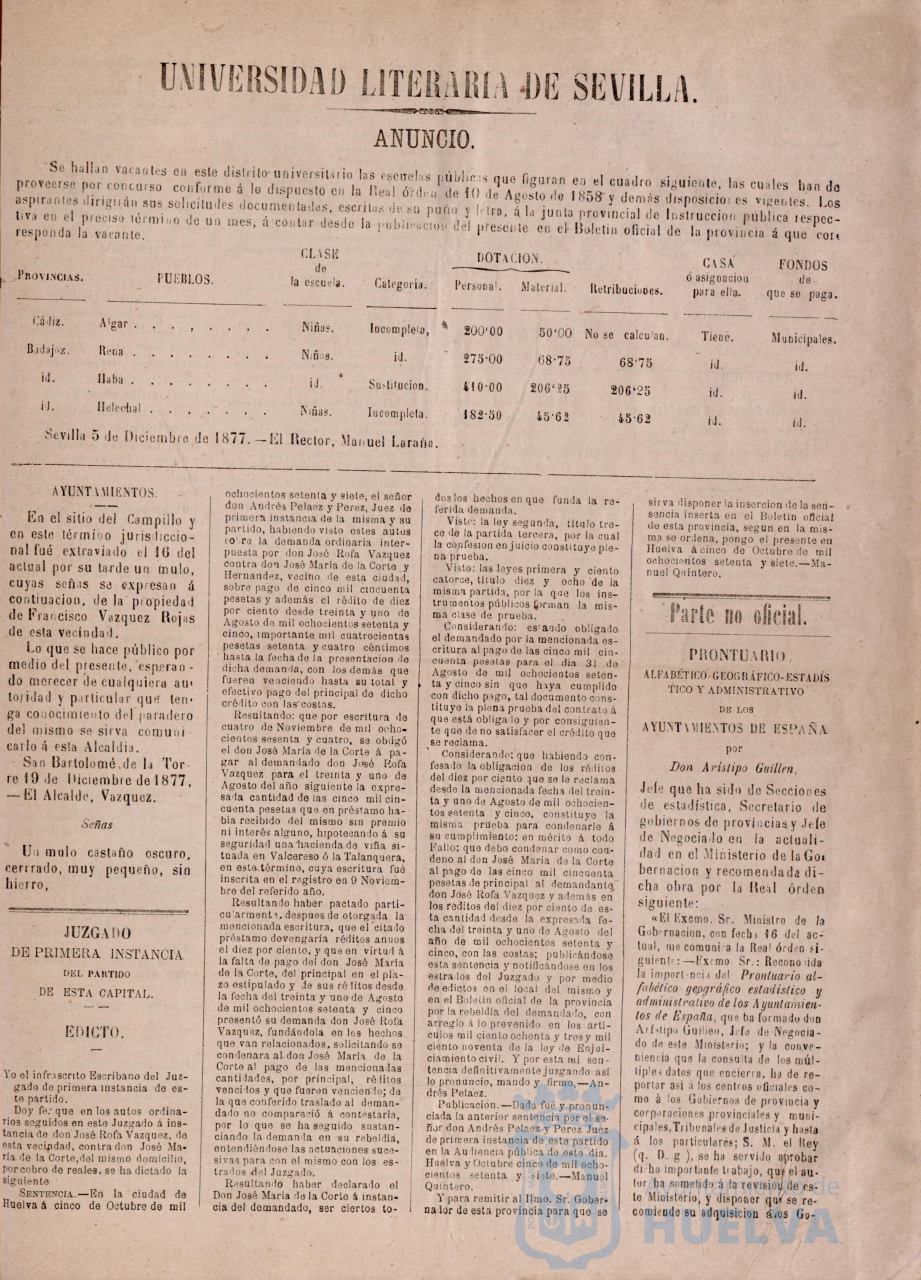 UNIVERSIDAD LITERARIA DE SEVILLA.
ANUNCIO.
Se hallan vacantes en este distrito universitario las escuelas públicas que figuran en el cuadro siguiente, las cuales han de
proveerse por concurso conforme á lo dispuesto en la Real órden de 10 de Agosto de 1858 y demás disposiciones vigentes. Los
aspirantes dirigirán sus solicitudes documentadas, escritas de su puño y letra, á la junta provincial de Instruccion pública respec-
tiva en el preciso término de un mes, á contar desde la publicacion del presente en el Boletin oficial de la provincia á que cor
responda la vacante.
PROVINCIAS. PUEBLOS. CLASE de la escuela. Categoria. DOTACION. Personal. Material. Retribuciones. CASA ó asignacion para ella. FONDOS de que se paga.
Cádiz. Algar . . . , . . . . Niñas. Incompleta, 200'00 50'00 No se calculan. Tiene. Municipales.
Badajoz. Rena . . . . . . . . Niños. id. 275'00 68'75 68'75 id. id.
id. Haba . . . . . . . . id. Sustitucion. 410'00 206'25 206'25 id. id.
id. Helechal . . . . . . . Niñas. Incompleta. 182'50 45'62 45'62 id. id.
Sevilla 5 de Diciembre de 1877.—El Rector, Manuel Laraña.
AYUNTAMIENTOS.
En el sitio del Campillo y
en este término jurisdiccio-
nal fué extraviado el 16 del
actual por su tarde un mulo,
cuyas señas se expresan á
contiuacion, de la propiedad
de Francisco Vazquez Rojas
de esta vecindad.
Lo que se hace público por
medio del presente, esperan-
do merecer de cualquiera au-
toridad y particular que ten-
ga conocimiento del paradero
del mismo se sirva comuni
carlo á esta Alcaldia.
San Bartolomé de la Tor-
re 19 de Diciembre de 1877,
—El Alcalde, Vazquez.
Señas
Un mulo castaño oscuro,
cerrado, muy pequeño, sin
hierro,
JUZGADO
DE PRIMERA INSTANCIA
DEL PARTIDO
DE ESTA CAPITAL.
EDICTO.
Yo el infrascrito Escribano del Juz-
gado de primera instancia de es-
te partido.
Doy fe: que en los autos ordina-
rios seguidos en este Juzgado á ins-
tancia de don José Rofa Vazquez, de
esta vecipdad, contra don José Ma-
ría de la Corte, del mismo domicilio,
por cobro de reales, se ha dictado la
siguiente
SENTENCIA.—En la ciudad de
Huelva á cinco de Octubre de mil
ochocientos setenta y siete, el señor
don Andrés Pelaez y Perez, Juez de
primera instancia de la misma y su
partido, habiendo visto estos autos
sobre la demanda ordinaria inter-
puesta por don José Rofa Vazquez
contra don José María de la Corte y
Hernandez, vecino de esta ciudad,
sobre pago de cinco mil cincuenta
pesetas y además el rédito de diez
por ciento desde treinta y uno de
Agosto de mil ochocientos setenta y
cinco, importante mil cuatrocientas
pesetas setenta y cuatro céntimos
hasta la fecha de la presentacion de
dicha demanda, con los demás que
fueren venciendo hasta su total y
efectivo pago del principal de dicho
crédito con las costas.
Resultando: que por escritura de
cuatro de Noviembre de mil ocho-
cientos sesenta y cuatro, se obligó
el don José María de la Corte á pa-
gar al demandado don José Rofa
Vazquez para el treinta y uno de
Agosto del año siguiente la expre-
sada cantidad de las cinco mil cin-
cuenta pesetas que en préstamo ha-
bia recibido del mismo sin premio
ni interés alguno, hipotecando á su
seguridad una hacienda de viña si-
tuada en Valcereso ó la Talanquera,
en este término, cuya escritura fué
inscrita en el registro en 9 Noviem-
bre del referido año.
Resultando haber pactado parti-
cularmente, despues de otorgada la
mencionada escritura, que el citado
préstamo devengaría réditos anuos
el diez por ciento, y que en virtud á
la falta de pago del don José María
de la Corte, del principal en el pla-
zo estipulado y de sus réditos desde
la fecha del treinta y uno de Agosto
de mil ochocientos setenta y cinco
presentó su demanda don José Rofa
Vazquez, fundándola en los hechos
que van relacionados, solicitando se
condenara al don José María de la
Corte al pago de las mencionadas
cantidades, por principal, réditos
vencidos y que fueren venciendo; de
la que conferido traslado al deman-
dado no compareció á contestarla,
por lo que se ha seguido sustan-
ciando la demanda en su rebeldía,
entendiéndose las actuaciones suce-
sivas para con el mismo con los es-
trados del Juzgado.
Resultando haber declarado el
Don José María de la Corte á instan-
cia del demandado, ser ciertos to-
dos los hechos en que funda la re-
ferida demanda.
Visto: la ley segunda, título tre-
ce de la partida tercera, por la cual
la confesion en juicio constituye ple-
na prueba.
Visto: las leyes primera y ciento
catorce, título diez y ocho de la
misma partida, por la que los ins-
trumentos públicos forman la mis-
ma clase de prueba.
Considerando: estando obligado
el demandado por la mencionada es-
critura al pago de las cinco mil cin-
cuenta pesetas para el dia 31 de
Agosto de mil ochocientos seten-
ta y cinco sin que haya cumplido
con dicho pago, tal documento cons-
tituye la plena prueba del contrato á
que está obligado y por consiguien-
te que de no satisfacer el crédito que
se reclama.
Considerando: que habiendo con-
fesado la obligacion de los réditos
del diez por ciento que se le reclama
desde la mencionada fecha del trein-
ta y uno de Agosto de mil ochocien-
tos setenta y cinco, constituye la
misma prueba para condenarle á
su cumplimiento; en mérito á todo
Fallo: que debo condenar como con-
deno al don José María de la Corte
al pago de las cinco mil cincuenta
pesetas de principal al demandante
don José Rofa Vazquez y además en
los réditos del diez por ciento de es-
ta cantidad desde la expresada fe-
cha del treinta y uno de Agosto del
año de mil ochocientos setenta y
cinco, con las costas; publicándose
esta sentencia y notificándose en los
estrados del Juzgado y por medio
de edictos en el local del mismo y
en el Boletin oficial de la provincia
por la rebeldía del demandado, con
arreglo á lo prevenido en los artí-
culos mil ciento ochenta y tres y mil
ciento noventa de la ley de Enjui-
ciamiento civil. Y por esta mi sen-
tencia definitivamente juzgando así
lo pronuncio, mando y firmo.—An-
drés Pelaez.
Publicacion.—Dada fué y pronun-
ciada la anterior sentencia por el se-
ñor don Andrés Pelaez y Perez Juez
de primera instancia de este partido
en la Audiencia pública de este dia.
Huelva y Octubre cinco de mil ocho-
cientos setenta y siete.—Manuel
Quintero.
Y para remitir al Ilmo. Sr. Gober-
nador de esta provincia para que se
sirva disponer la insercion de la sen-
sencia inserta en el Boletin oficial
de esta provincia, segun en la mis-
ma se ordena, pongo el presente en
Huelva á cinco de Octubre de mil
ochocientos setenta y siete.—Ma-
nuel Quintero.
Parte no oficial.
PRONTUARIO
ALFABÉTICO-GEOGRÁFICO-ESTADÍS
TICO Y ADMINISTRATIVO
DE LOS
AYUNTAMIENTOS DE ESPAÑA
por
Don Aristipo Guillen,
Jefe que ha sido de Secciones
de estadística, Secretario de
gobiernos de provincias y Jefe
de Negociado en la actuali-
dad en el Ministerio de la Go-
bernacion y recomendada di-
cha obra por la Real órden
siguiente:
«El Excmo. Sr. Ministro de la
Gobernacion, con fecha 16 del ac-
tual, me comunica la Real órden si-
guiente:—Excmo Sr.: Reconocida
la importancia del Prontuario al-
fabético geográfico estadístico y
administrativo de los Ayuntamien-
tos de España, que ha formado don
Aristipo Guillen, Jefe de Negocia-
do de este Ministerio; y la conve-
niencia que la consulta de los múl-
tiples datos que encierra, ha de re-
portar así á los centros oficiales co-
mo á los Gobiernos de provincia y
corporaciones provinciales y muni-
cipales, Tribunales de Justicia y hasta
á los particulares; S. M. el Rey
(q. D. g), se ha servido aprobar
dicho importante trabajo, que el au-
tor ha sometido á la revision de es-
te Ministerio, y disponer que se re-
comiende su adquisicion á los Go-
HUELVA